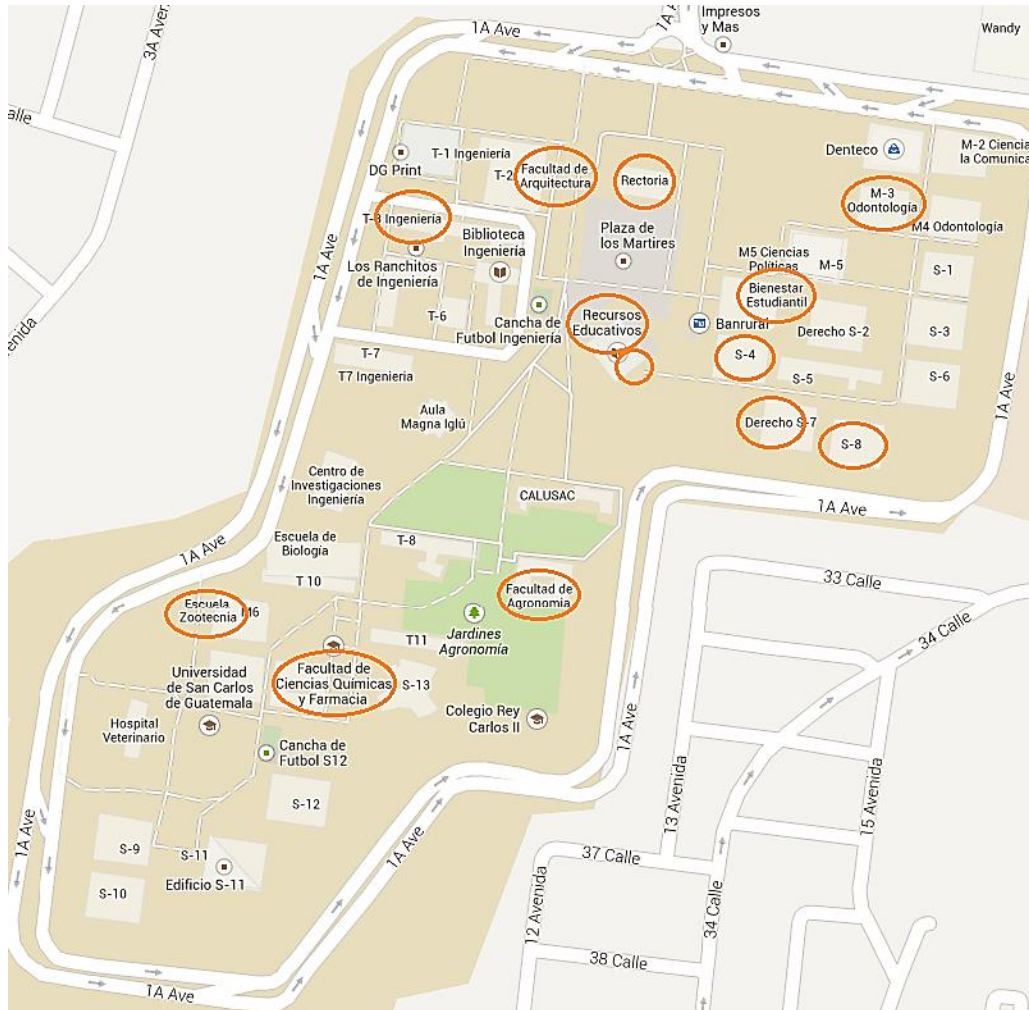 1A Ave
1A A
Impresos
y Mas
Wandy
3A Avenida
Calle
T-1 Ingeniería
DG Print
T-2
Facultad de
Arquitectura
Rectoria
Denteco
M-2 Ciencia
la Comunica
M-3
Odontología
M4 Odontología
T-3 Ingeniería
Biblioteca
Ingeniería
Plaza de
los Martires
1A Ave
Los Ranchitos
de Ingeniería
M5 Ciencias
Políticas
M-5
S-1
Bienestar
Estudiantil
T-6
Cancha de
Futbol Ingeniería
Recursos
Educativos
Banrural
Derecho S-2
S-3
T-7
T7 Ingenieria
S-4
S-5
S-6
1A Ave
Aula
Magna Iglú
Derecho S-7
S-8
Centro de
Investigaciones
Ingeniería
CALUSAC
1A Ave
Escuela de
Biología
T-8
1A Ave
T 10
Facultad de
Agronomia
33 Calle
34 Calle
Escuela
Zootecnía
M6
Jardines
Agronomía
T11
Universidad
de San Carlos
de Guatemala
Facultad de
Ciencias Químicas
y Farmacia
S-13
Colegio Rey
Carlos II
Hospital
Veterinario
Cancha de
Futbol S12
1A Ave
13 Avenida
15 Avenida
S-12
1A Ave
1A Ave
S-9
S-11
Edificio S-11
S-10
37 Calle
12 Avenida
34 Calle
38 Calle
1A Ave